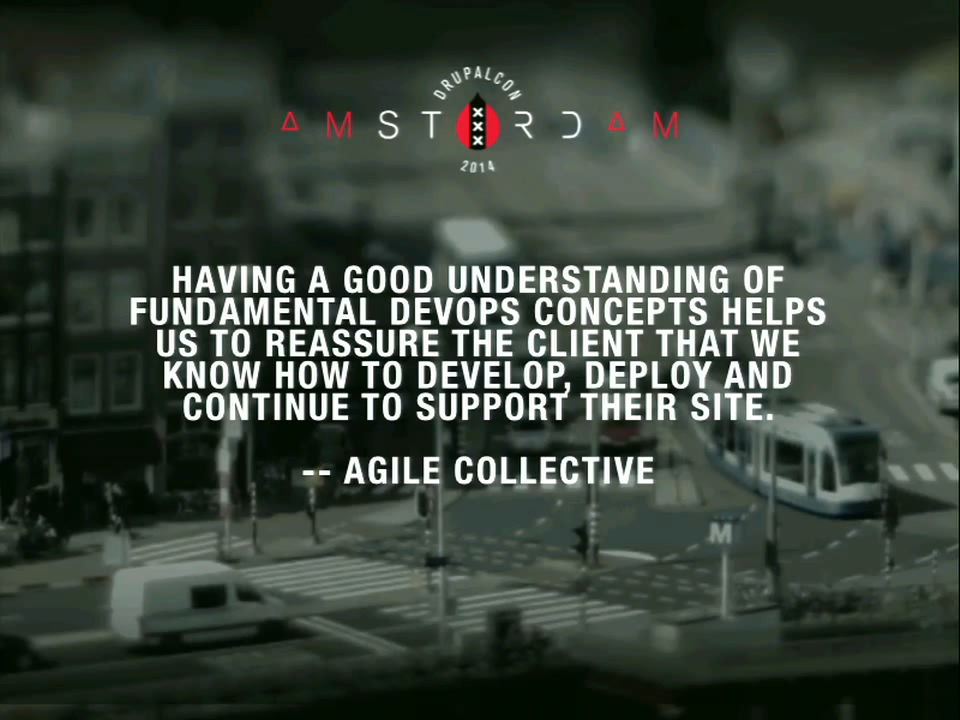 DRUPALCON
AMSTERDAM
XXX
2014
HAVING A GOOD UNDERSTANDING OF
FUNDAMENTAL DEVOPS CONCEPTS HELPS
US TO REASSURE THE CLIENT THAT WE
KNOW HOW TO DEVELOP, DEPLOY AND
CONTINUE TO SUPPORT THEIR SITE.
-- AGILE COLLECTIVE
M